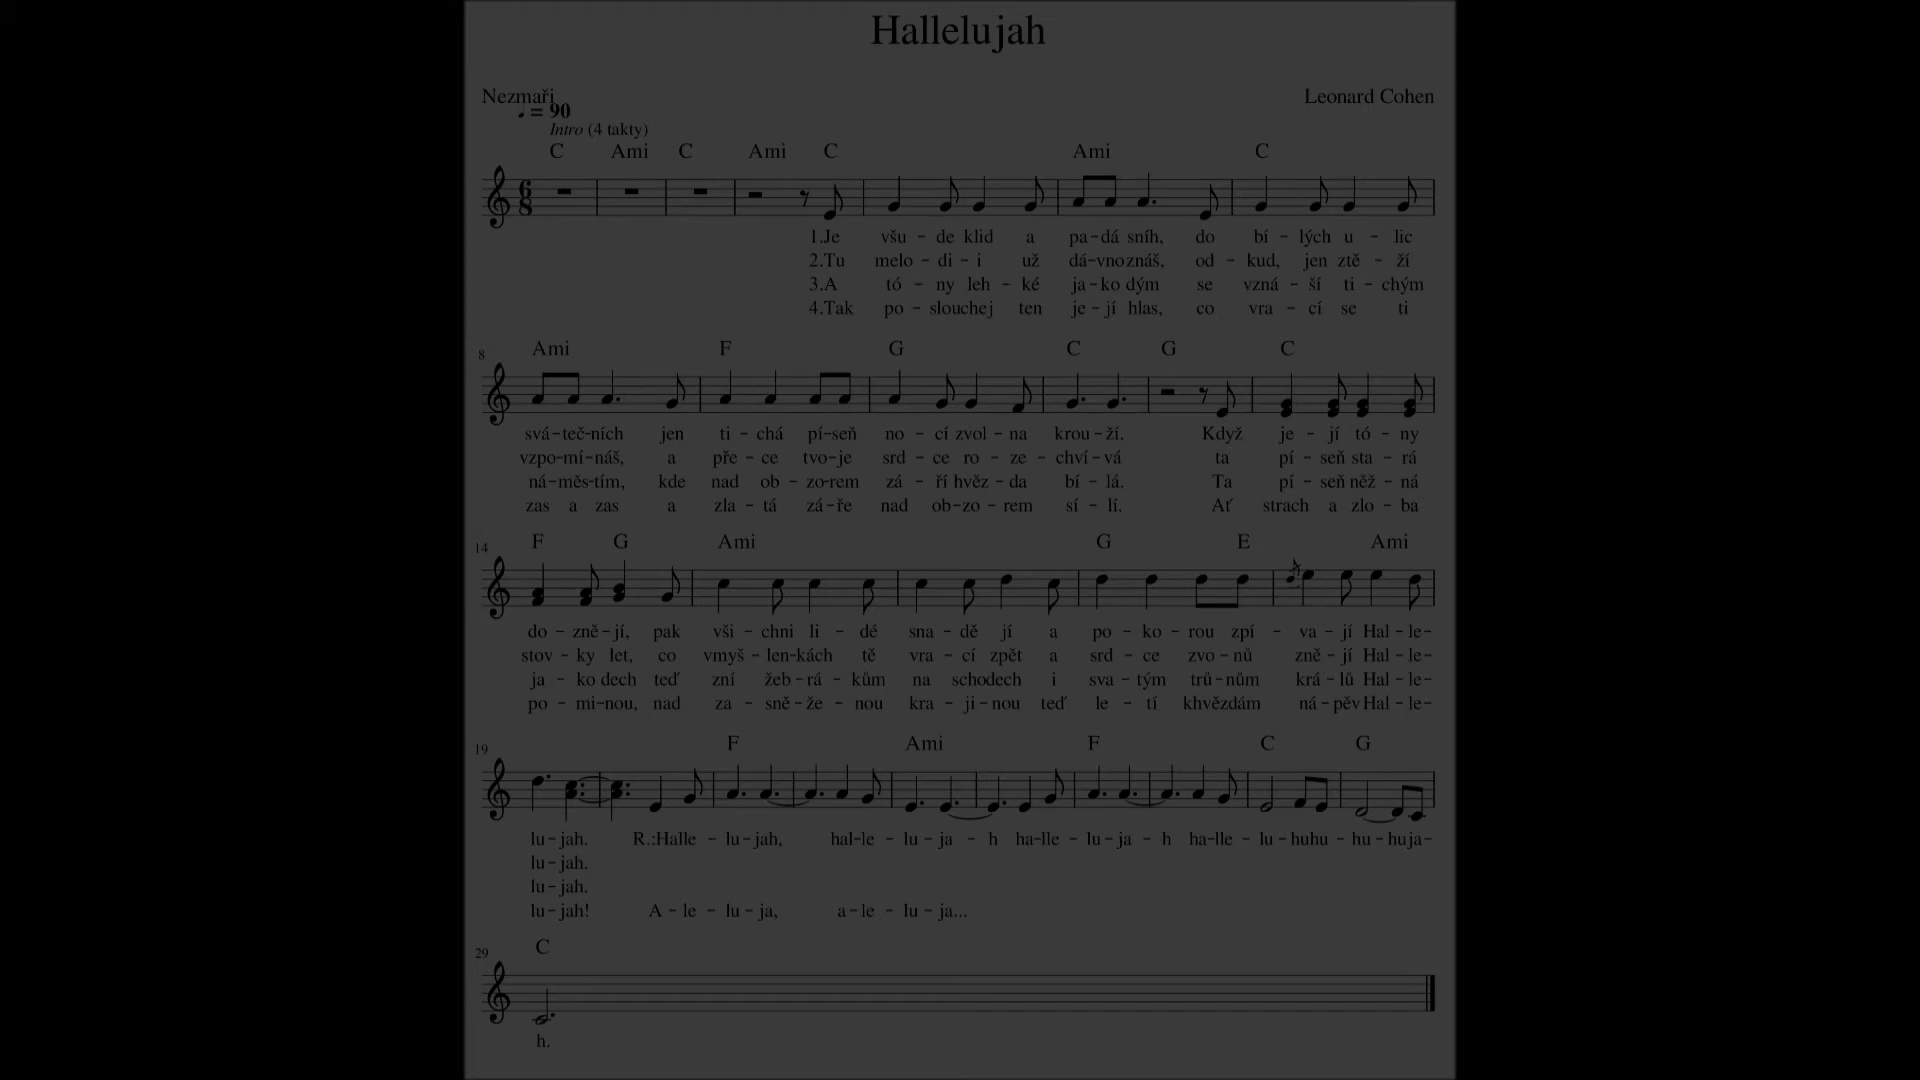 Hallelujah
Nezmaři
Leonard Cohen
♩. = 90
Intro (4 takty)
C Ami C Ami C Ami C
6
8
1.Je všu - de klid a pa-dá sníh, do bí - lých u - lic
2.Tu melo - di - i už dá-vnoznáš, od - kud, jen ztě - ží
3.A tó - ny leh - ké ja-ko dým se vzná - ší ti - chým
4.Tak po - slouchej ten je-jí hlas, co vra - cí se ti
8
Ami F G C G C
svá-teč-ních jen ti - chá pí-seň no - cí zvol - na krou-ží. Když je - jí tó - ny
vzpo-mí-náš, a pře - ce tvo-je srd - ce ro - ze - chví-vá ta pí - seň sta - rá
ná-měs-tím, kde nad ob - zo-rem zá - ří hvěz - da bí - lá. Ta pí - seň něž - ná
zas a zas a zla - tá zá-ře nad ob-zo - rem sí - lí. Ať strach a zlo - ba
14
F G Ami G E Ami
do - zně-jí, pak vši - chni li - dé sna - dě jí a po - ko - rou zpí - va - jí Hal - le-
stov - ky let, co vmyš - len-kách tě vra - cí zpět a srd - ce zvo - nů zně - jí Hal - le-
ja - ko dech teď zní žeb-rá - kům na schodech i sva - tým trů-nům krá-lů Hal - le-
po - mi-nou, nad za - sně-že - nou kra - ji-nou teď le - tí khvězdám ná-pěv Hal - le-
19
F Ami F C G
lu-jah. R.:Halle - lu-jah, hal-le - lu-ja - h ha-lle - lu-ja - h ha-lle - lu - huhu - hu - huja-
lu-jah.
lu-jah.
lu-jah! A - le - lu-ja, a-le - lu-ja...
29
C
h.